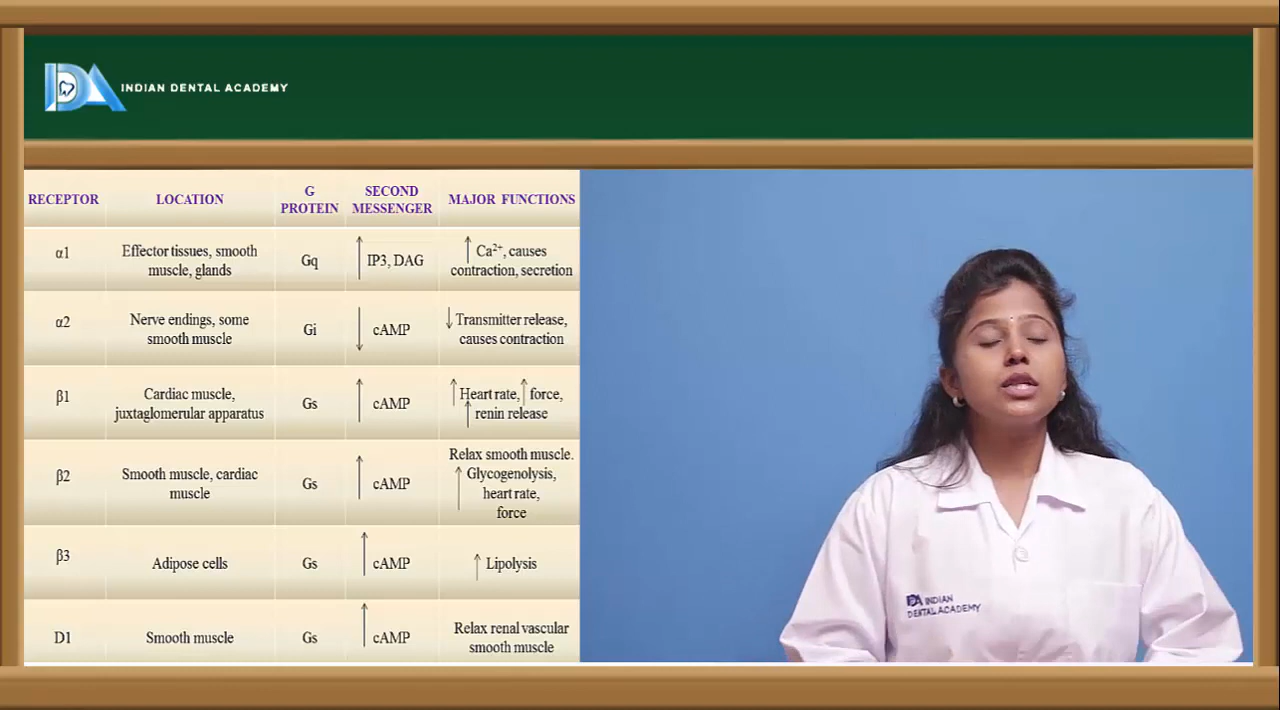 IDA INDIAN DENTAL ACADEMY
RECEPTOR
LOCATION
G
PROTEIN
SECOND
MESSENGER
MAJOR FUNCTIONS
α1
Effector tissues, smooth
muscle, glands
Gq
↑ IP3, DAG
↑ Ca²⁺, causes
contraction, secretion
α2
Nerve endings, some
smooth muscle
Gi
↓ cAMP
↓ Transmitter release,
causes contraction
β1
Cardiac muscle,
juxtaglomerular apparatus
Gs
↑ cAMP
↑ Heart rate, ↑ force,
↑ renin release
β2
Smooth muscle, cardiac
muscle
Gs
↑ cAMP
Relax smooth muscle.
↑ Glycogenolysis,
heart rate,
force
β3
Adipose cells
Gs
↑ cAMP
↑ Lipolysis
D1
Smooth muscle
Gs
↑ cAMP
Relax renal vascular
smooth muscle
IDA INDIAN
DENTAL ACADEMY